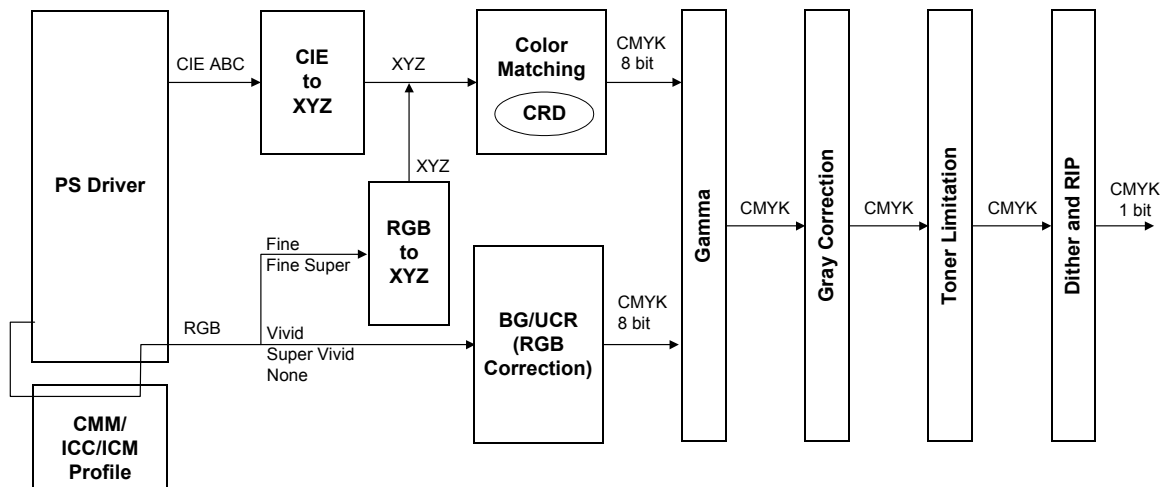 PS Driver
CIE ABC
CIE
to
XYZ
XYZ
Color
Matching
CRD
CMYK
8 bit
XYZ
RGB
to
XYZ
Fine
Fine Super
RGB
Vivid
Super Vivid
None
BG/UCR
(RGB
Correction)
CMYK
8 bit
Gamma
CMYK
Gray Correction
CMYK
Toner Limitation
CMYK
Dither and RIP
CMYK
1 bit
CMM/
ICC/ICM
Profile